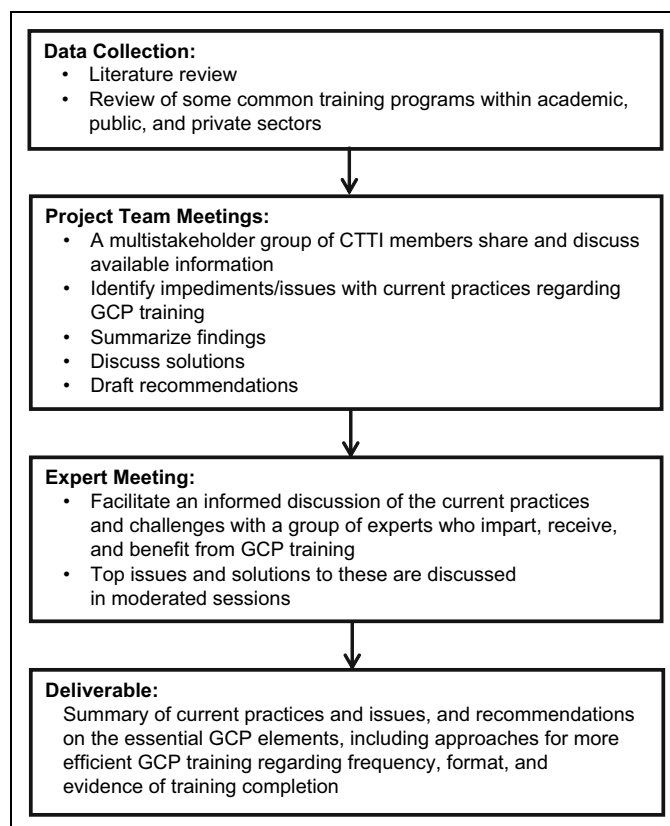 Data Collection:
• Literature review
• Review of some common training programs within academic,
public, and private sectors
Project Team Meetings:
• A multistakeholder group of CTTI members share and discuss
available information
• Identify impediments/issues with current practices regarding
GCP training
• Summarize findings
• Discuss solutions
• Draft recommendations
Expert Meeting:
• Facilitate an informed discussion of the current practices
and challenges with a group of experts who impart, receive,
and benefit from GCP training
• Top issues and solutions to these are discussed
in moderated sessions
Deliverable:
Summary of current practices and issues, and recommendations
on the essential GCP elements, including approaches for more
efficient GCP training regarding frequency, format, and
evidence of training completion